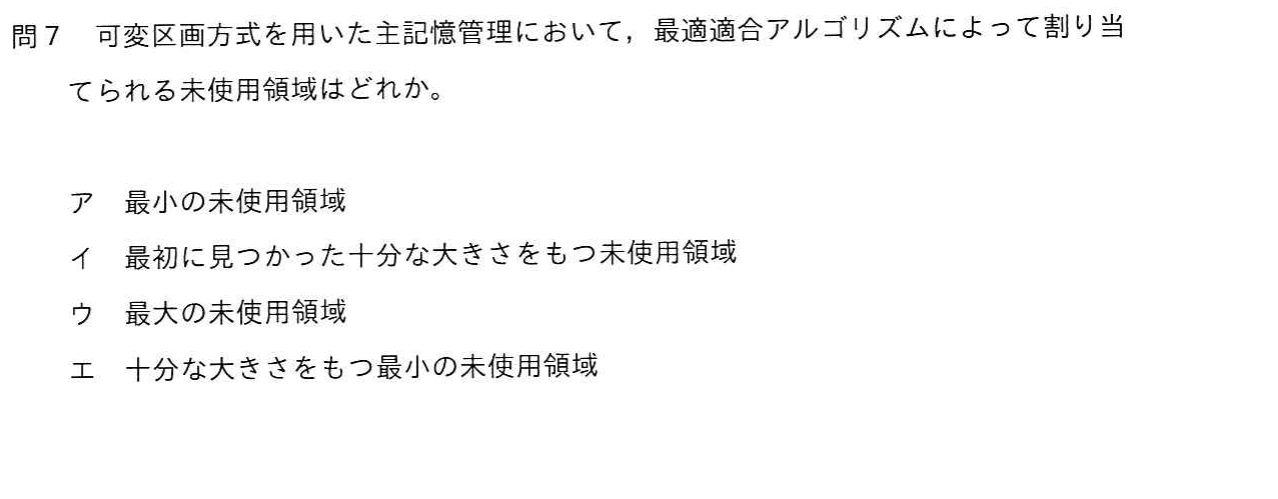 問７　可変区画方式を用いた主記憶管理において，最適適合アルゴリズムによって割り当
てられる未使用領域はどれか。
ア　最小の未使用領域
イ　最初に見つかった十分な大きさをもつ未使用領域
ウ　最大の未使用領域
エ　十分な大きさをもつ最小の未使用領域